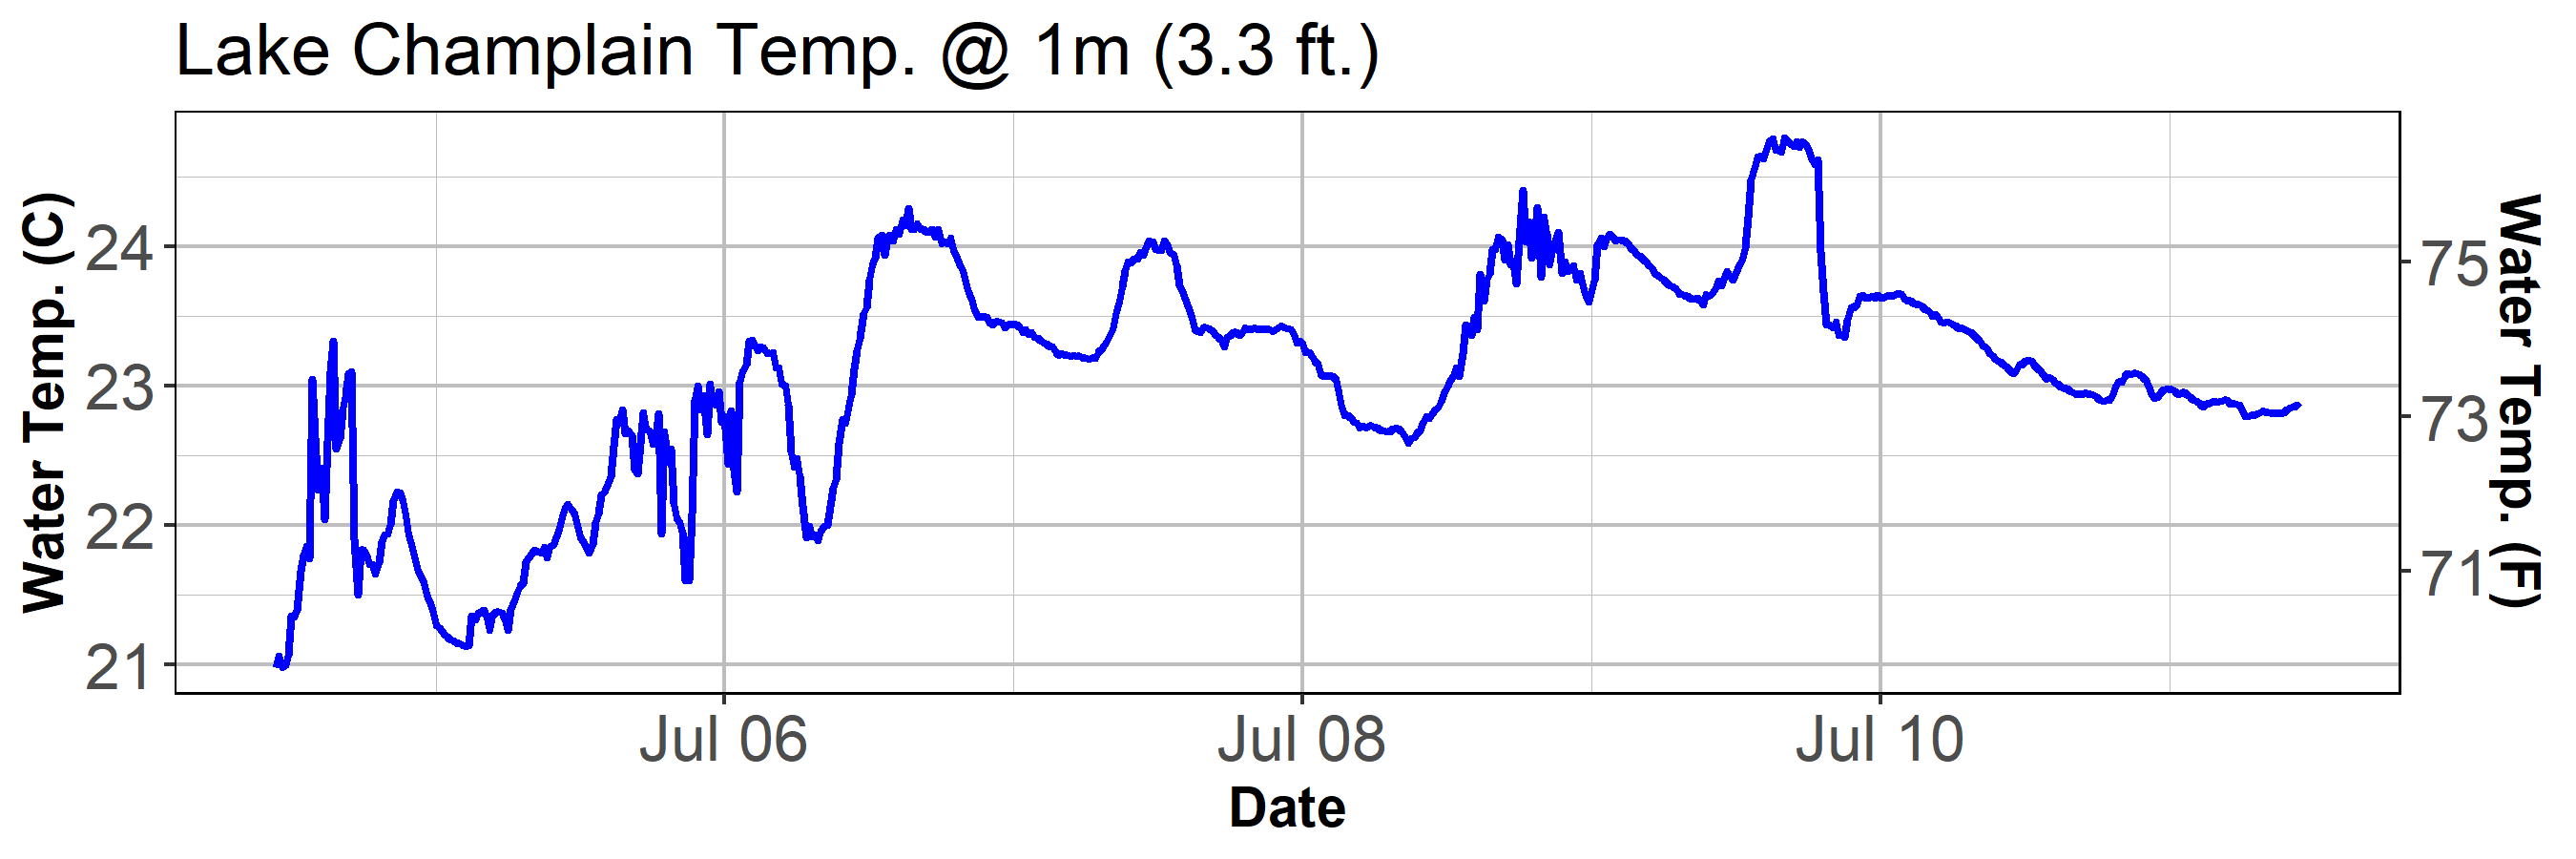 Lake Champlain Temp. @ 1m (3.3 ft.)
Water Temp. (C)
24
23
22
21
75
73
71
Water Temp. (F)
Jul 06 Jul 08 Jul 10
Date